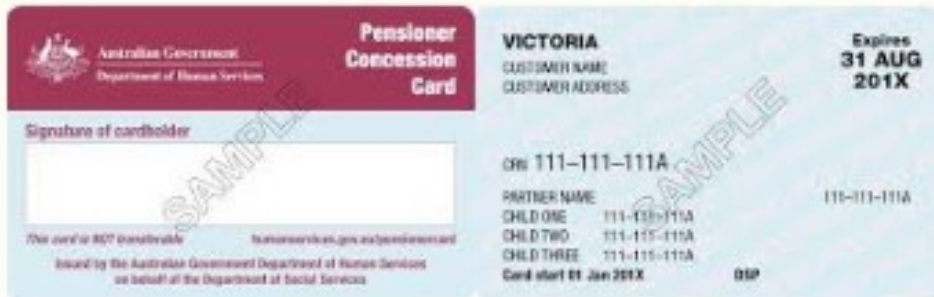 Australian Government
Department of Human Services
Pensioner
Concession
Card
Signature of cardholder
This card is NOT transferable
humanservices.gov.au/pensionercard
Issued by the Australian Government Department of Human Services
on behalf of the Department of Social Services
SAMPLE
VICTORIA
CUSTOMER NAME
CUSTOMER ADDRESS
Expires
31 AUG
201X
CRN 111-111-111A
PARTNER NAME 111-111-111A
CHILD ONE 111-111-111A
CHILD TWO 111-111-111A
CHILD THREE 111-111-111A
Card start 01 Jan 201X DSP
SAMPLE